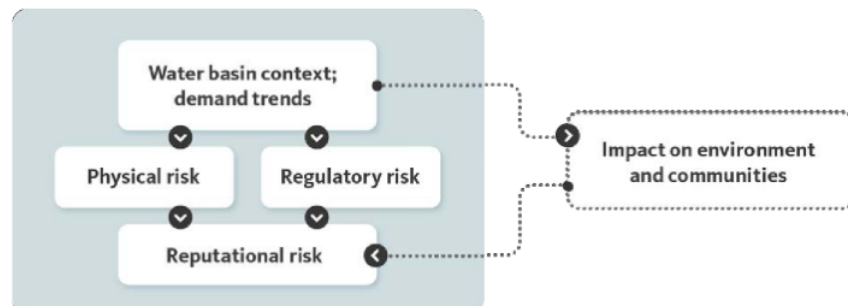 Water basin context;
demand trends
Physical risk
Regulatory risk
Reputational risk
Impact on environment
and communities